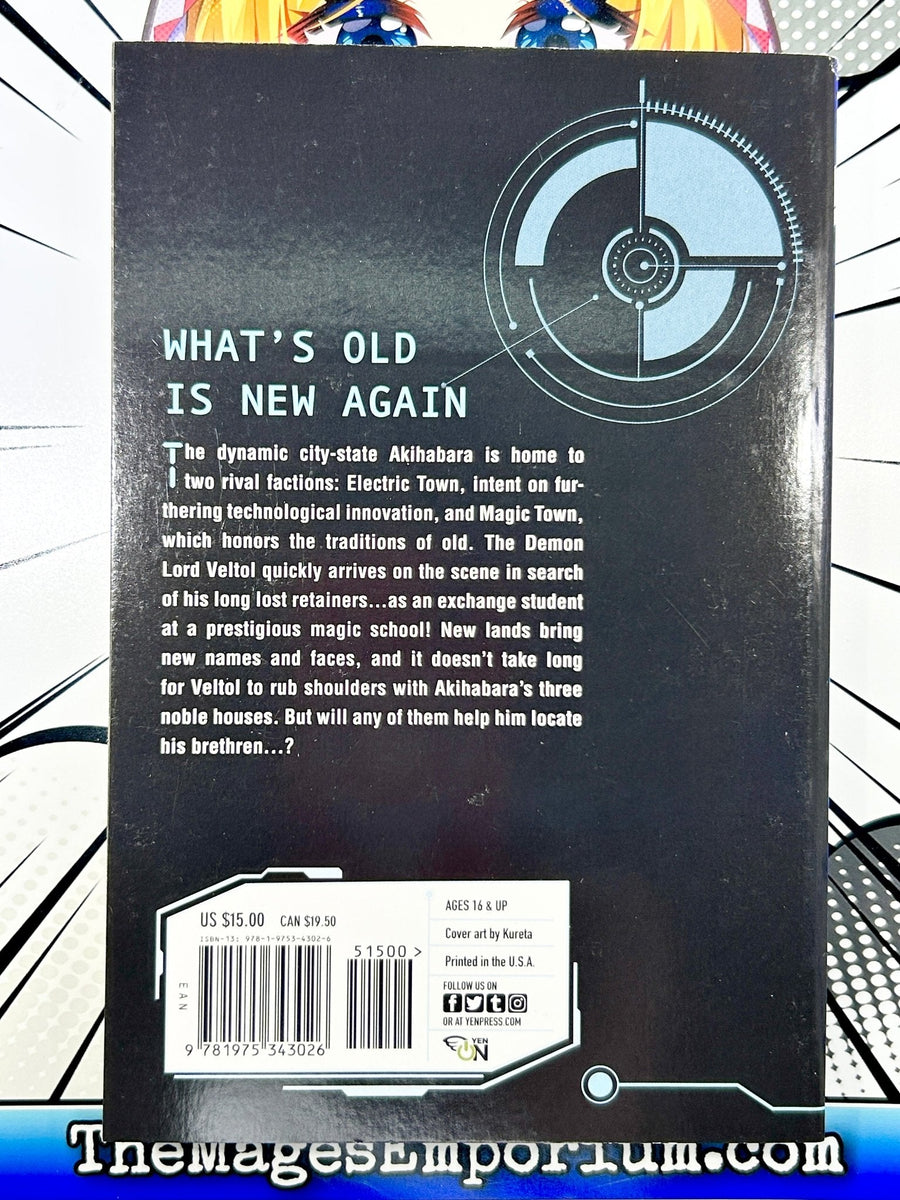 WHAT'S OLD
IS NEW AGAIN
The dynamic city-state Akihabara is home to
two rival factions: Electric Town, intent on fur-
thering technological innovation, and Magic Town,
which honors the traditions of old. The Demon
Lord Veltol quickly arrives on the scene in search
of his long lost retainers...as an exchange student
at a prestigious magic school! New lands bring
new names and faces, and it doesn't take long
for Veltol to rub shoulders with Akihabara's three
noble houses. But will any of them help him locate
his brethren...?
US $15.00 CAN $19.50
ISBN-13: 978-1-9753-4302-6
51500 >
EAN
9 781975 343026
AGES 16 & UP
Cover art by Kureta
Printed in the U.S.A.
FOLLOW US ON
OR AT YENPRESS.COM
YEN
ON
TheMagesEmporium.com